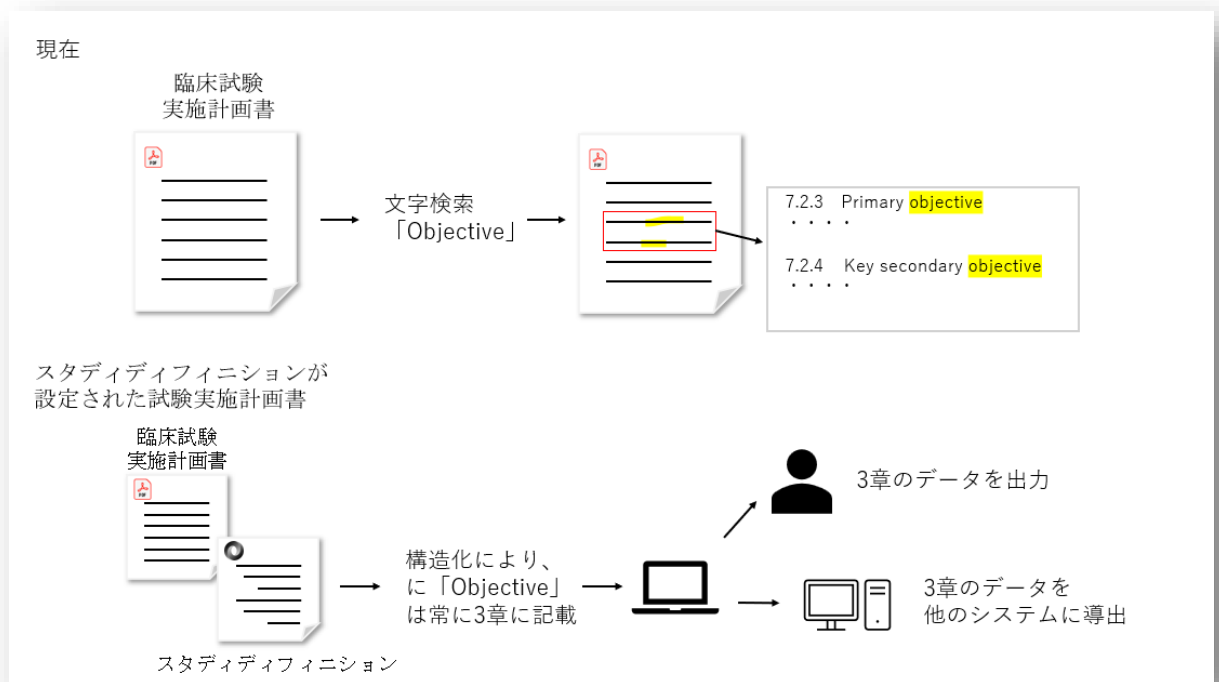 現在
臨床試験
実施計画書
文字検索
「Objective」
7.2.3 Primary objective
・・・・
7.2.4 Key secondary objective
・・・・
スタディディフィニションが
設定された試験実施計画書
臨床試験
実施計画書
スタディディフィニション
構造化により、
に「Objective」
は常に3章に記載
3章のデータを出力
3章のデータを
他のシステムに導出